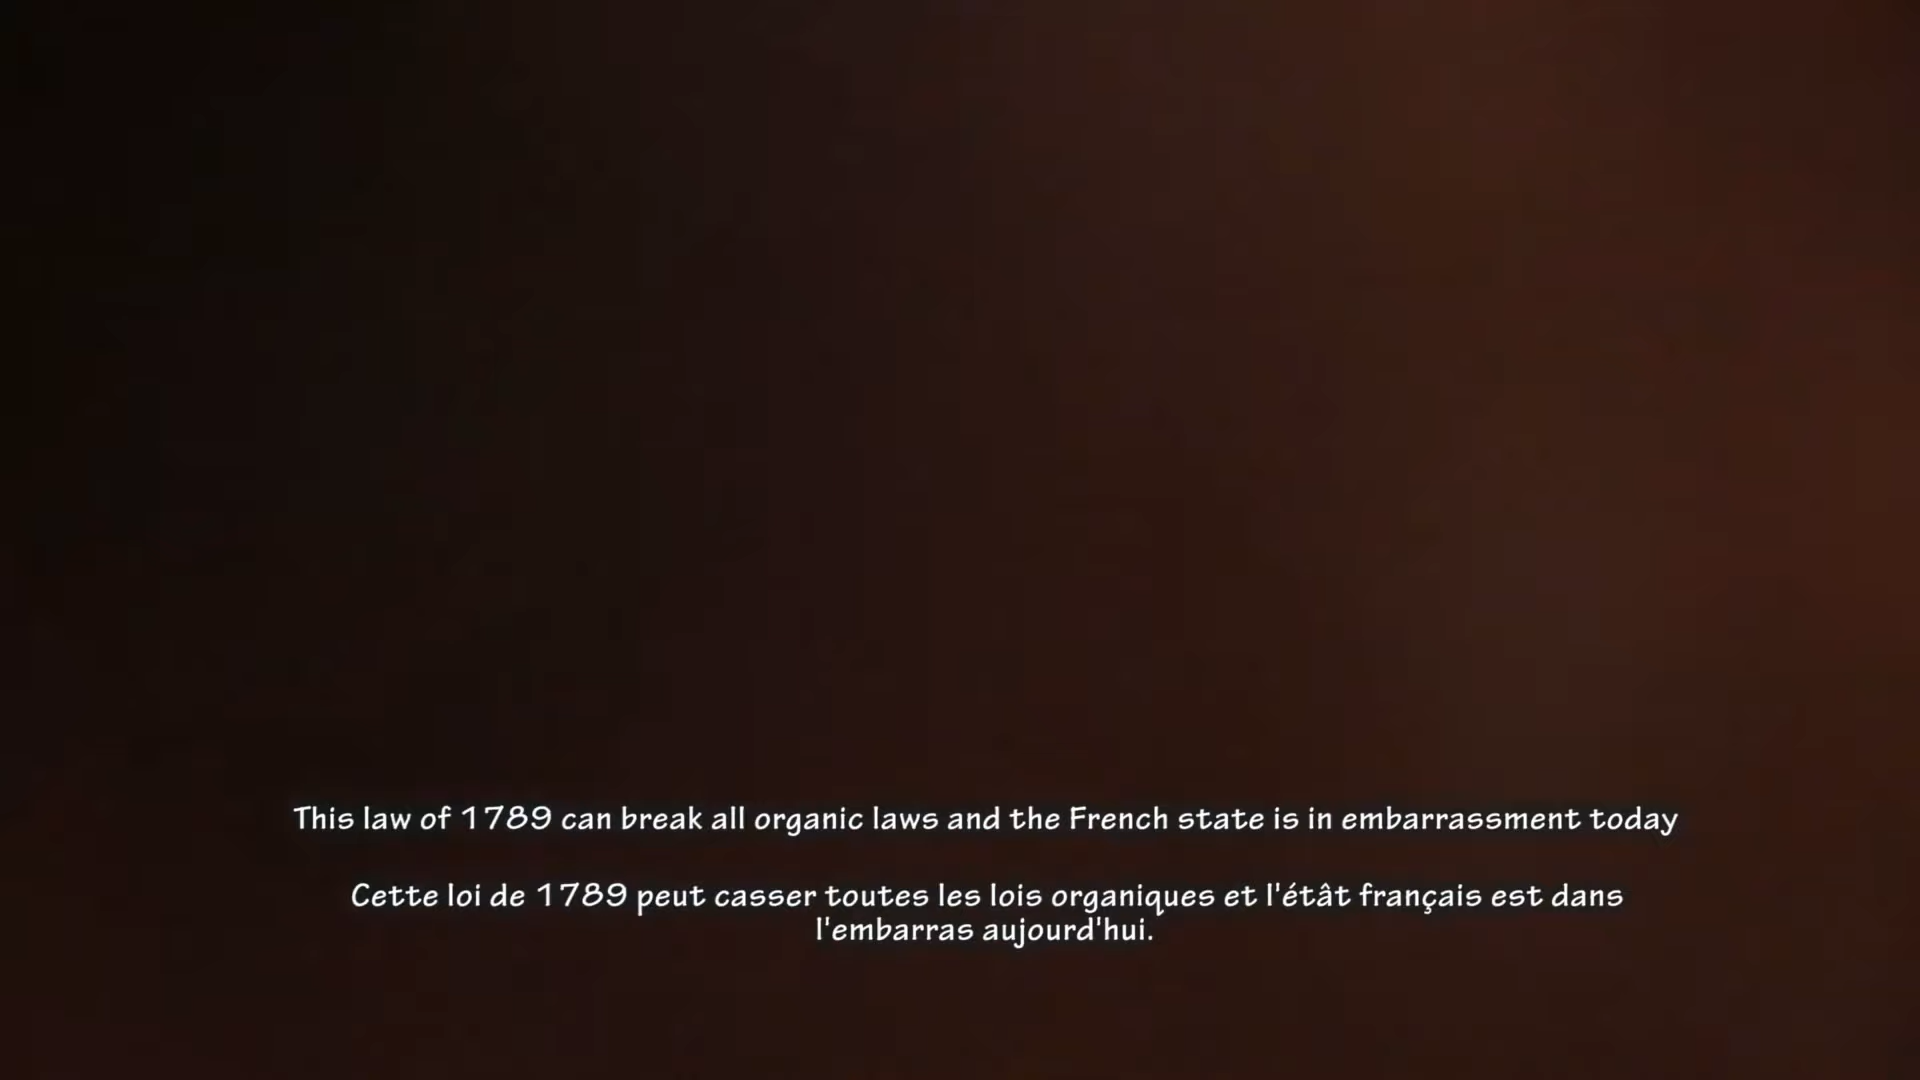 This law of 1789 can break all organic laws and the French state is in embarrassment today
Cette loi de 1789 peut casser toutes les lois organiques et l'étât français est dans
l'embarras aujourd'hui.